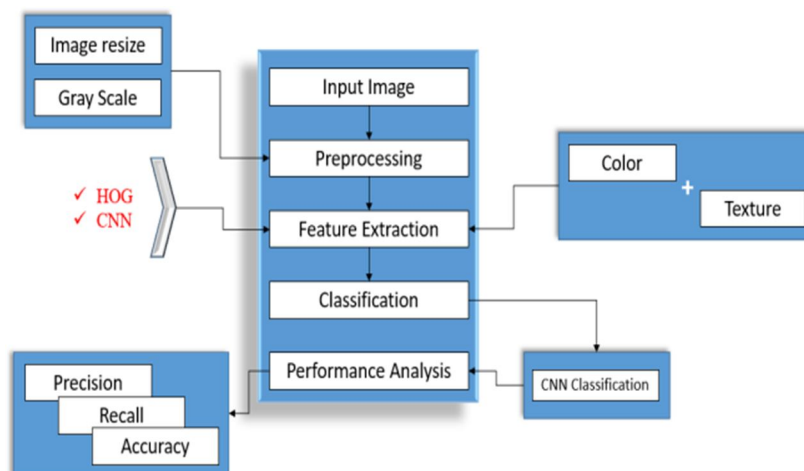 Image resize
Gray Scale
Input Image
Preprocessing
✓ HOG
✓ CNN
Feature Extraction
Color
+
Texture
Classification
Performance Analysis
CNN Classification
Precision
Recall
Accuracy